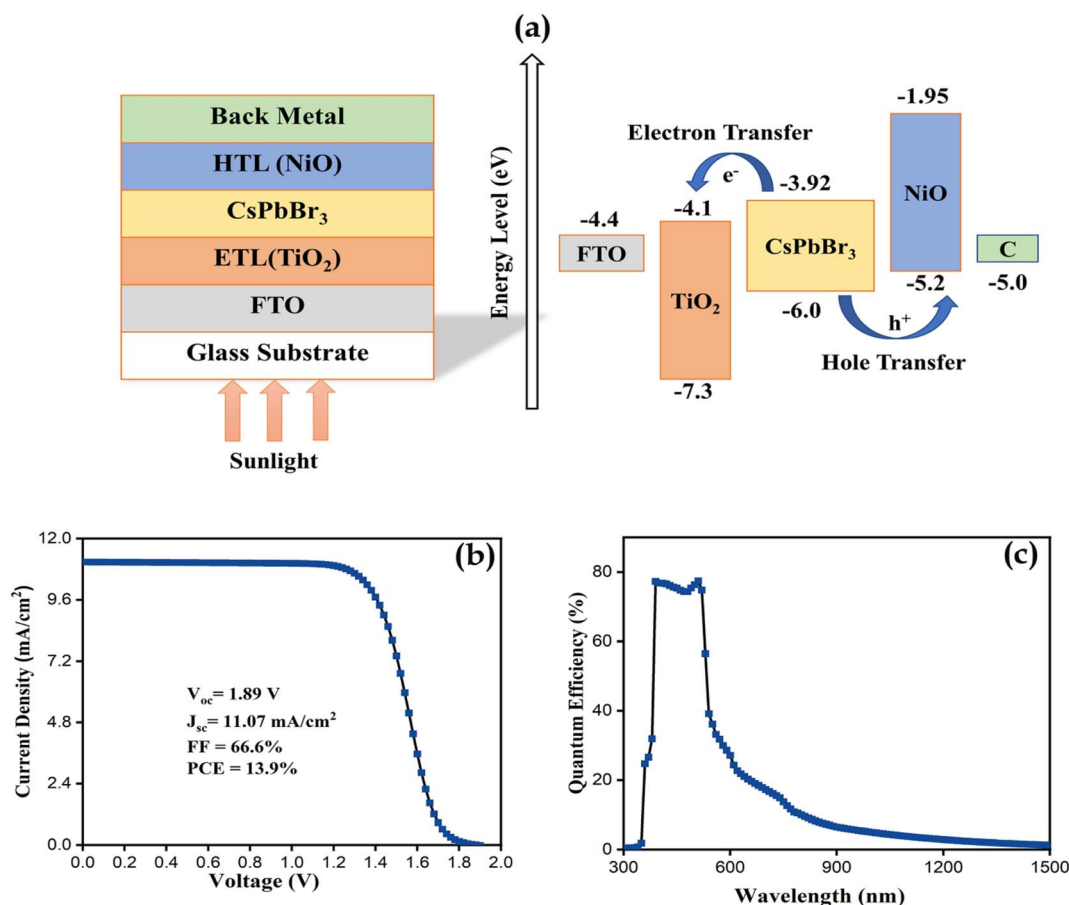 (a)
Back Metal
HTL (NiO)
CsPbBr₃
ETL(TiO₂)
FTO
Glass Substrate
Sunlight
Energy Level (eV)
Electron Transfer
e⁻
-1.95
-3.92
-4.4
-4.1
NiO
FTO
CsPbBr₃
C
TiO₂
-5.2
-5.0
-6.0
h⁺
Hole Transfer
-7.3
(b)
12.0
9.6
7.2
4.8
2.4
0.0
Current Density (mA/cm²)
V_oc= 1.89 V
J_sc= 11.07 mA/cm²
FF = 66.6%
PCE = 13.9%
0.0 0.2 0.4 0.6 0.8 1.0 1.2 1.4 1.6 1.8 2.0
Voltage (V)
(c)
80
60
40
20
0
Quantum Efficiency (%)
300 600 900 1200 1500
Wavelength (nm)